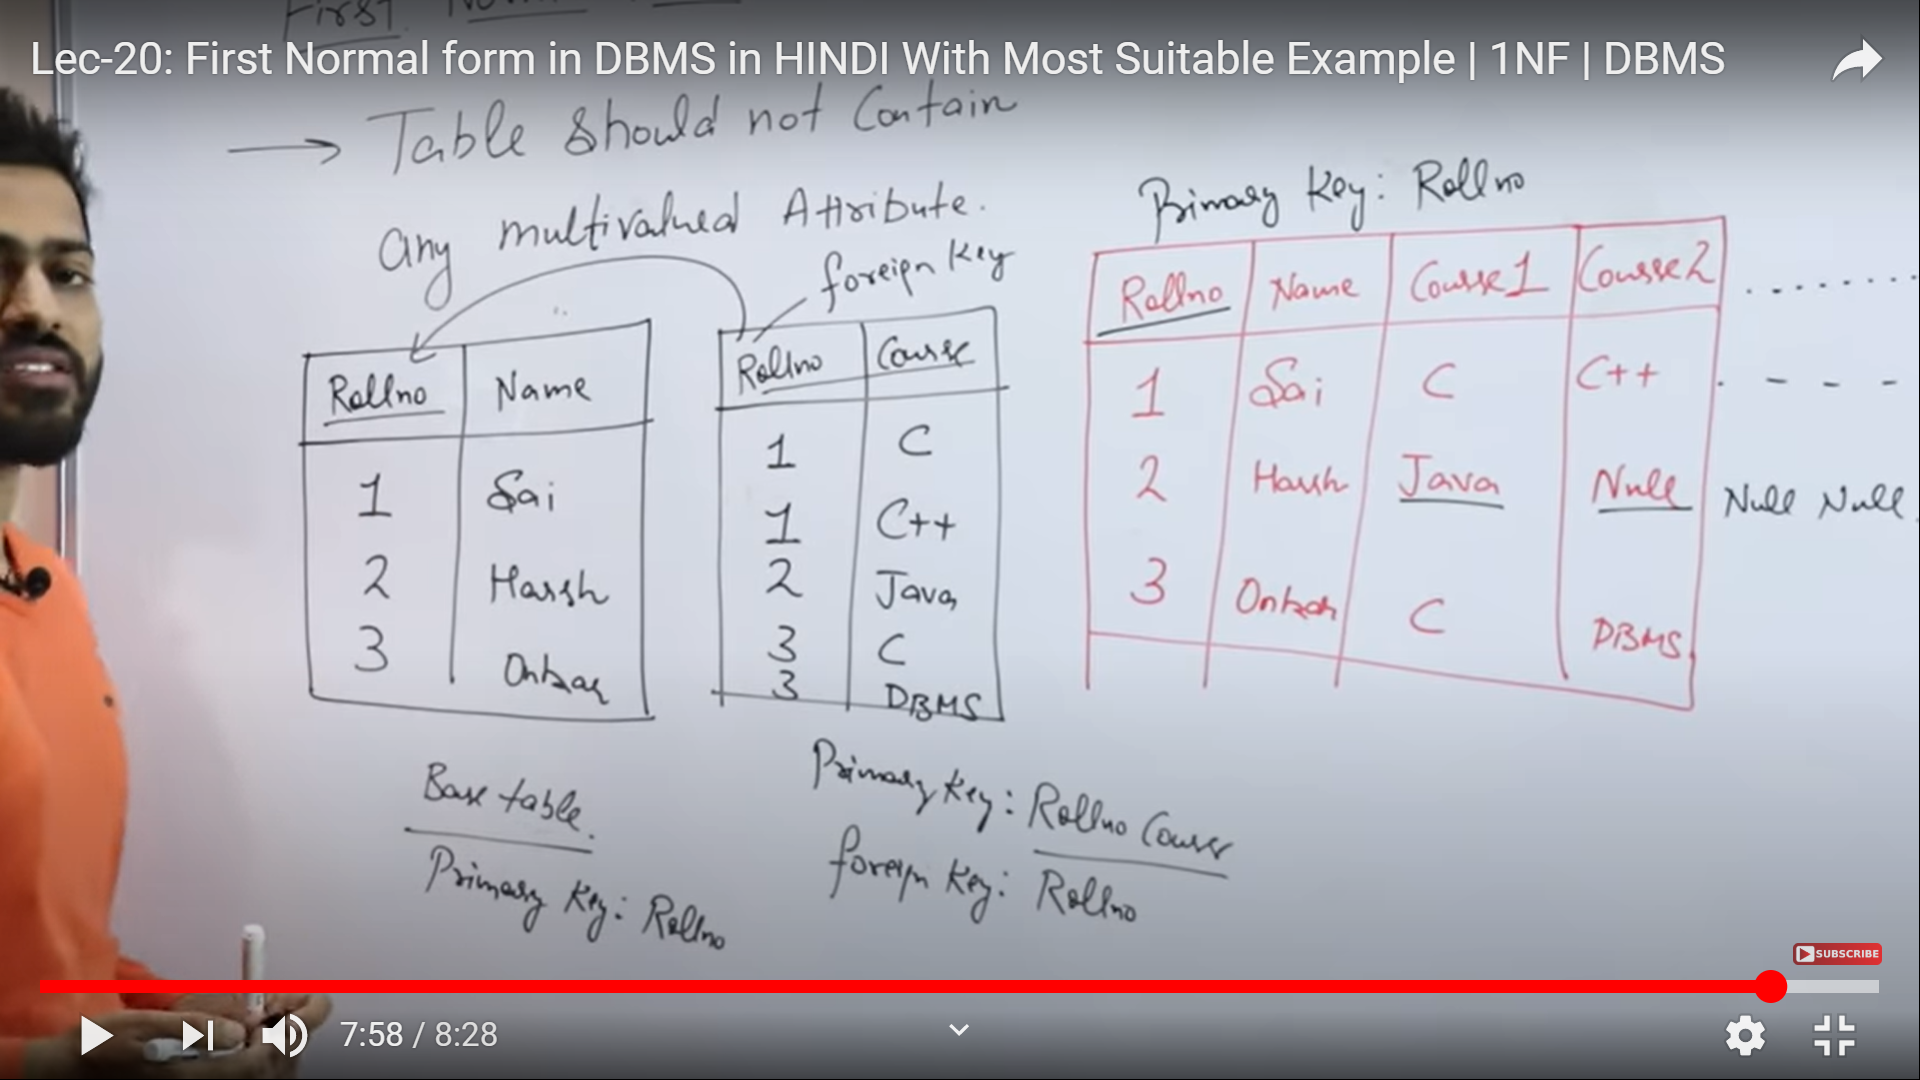 First
Lec-20: First Normal form in DBMS in HINDI With Most Suitable Example | 1NF | DBMS
→ Table should not Contain
any multivalued Attribute.
foreign key
Rollno Name
1 Sai
2 Harsh
3 Onkar
Base table.
Primary Key: Rollno
Rollno Course
1 C
1 C++
2 Java
3 C
3 DBMS
Primary Key: Rollno Course
foreign Key: Rollno
Primary Key: Rollno
Rollno Name Course1 Course2 .......
1 Sai C C++ - - - -
2 Harsh Java Null Null Null
3 Onkar C DBMS
SUBSCRIBE
7:58 / 8:28